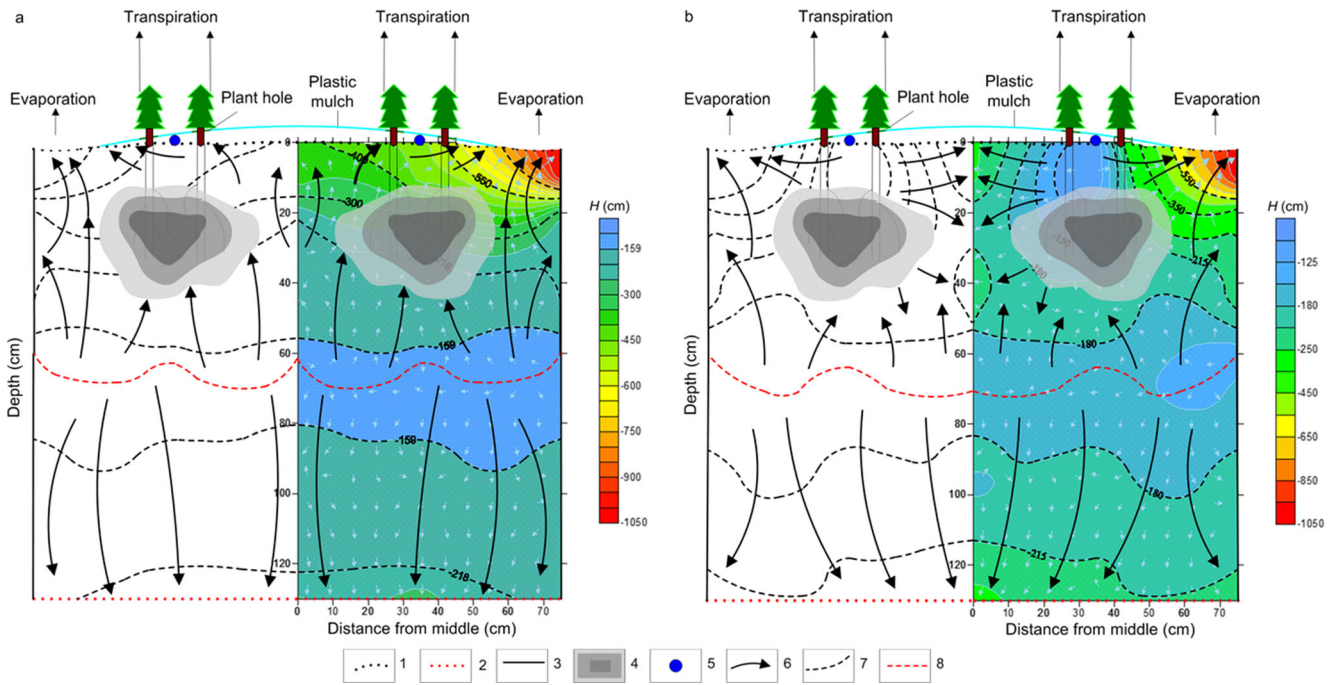 a
Transpiration
Transpiration
Evaporation
Plant hole
Plastic
mulch
Evaporation
0
20
40
60
80
100
120
Depth (cm)
-400
-550
-300
-218
-159
-159
-218
0 10 20 30 40 50 60 70
Distance from middle (cm)
H (cm)
-159
-300
-450
-600
-750
-900
-1050
b
Transpiration
Transpiration
Evaporation
Plant hole
Plastic
mulch
Evaporation
0
20
40
60
80
100
120
Depth (cm)
-550
-350
-215
-150
-180
-180
-180
-215
0 10 20 30 40 50 60 70
Distance from middle (cm)
H (cm)
-125
-180
-250
-450
-650
-850
-1050
1 2 3 4 5 6 7 8